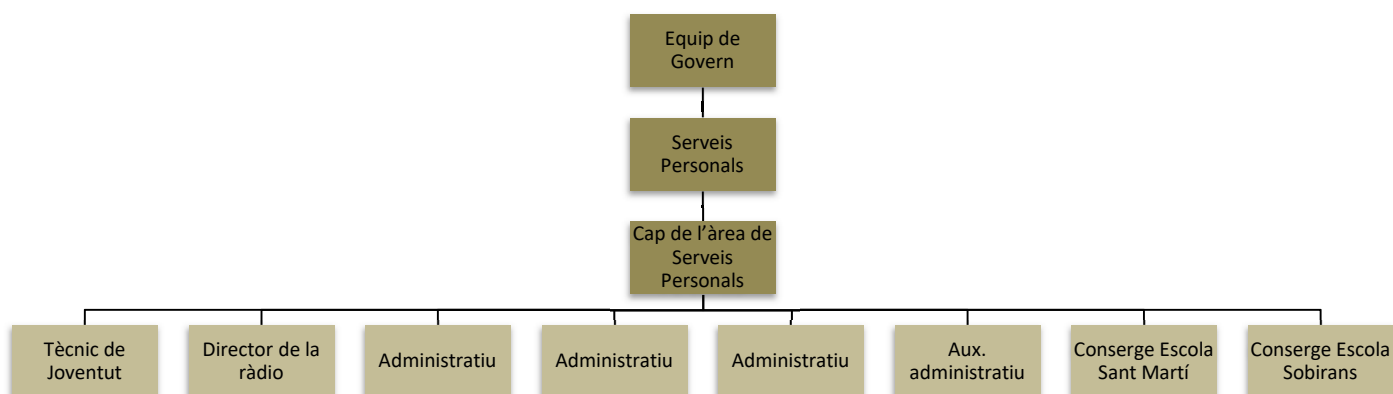 Equip de
Govern
Serveis
Personals
Cap de l'àrea de
Serveis
Personals
Tècnic de
Joventut
Director de la
ràdio
Administratiu
Administratiu
Administratiu
Aux.
administratiu
Conserge Escola
Sant Martí
Conserge Escola
Sobirans